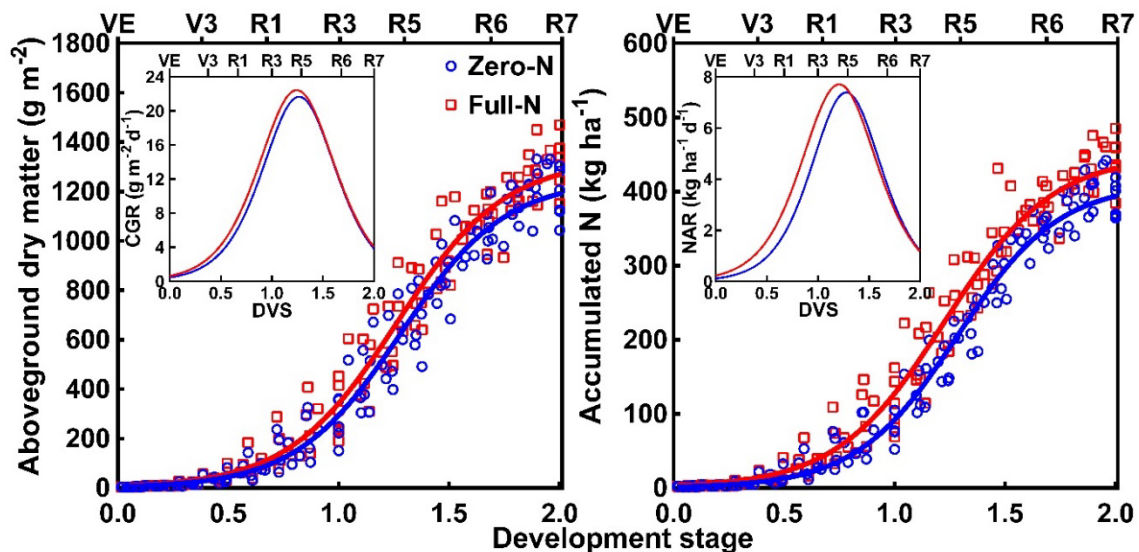 VE V3 R1 R3 R5 R6 R7
1800
1600
1400
1200
1000
800
600
400
200
0
Aboveground dry matter (g m⁻²)
0.0 0.5 1.0 1.5 2.0
Zero-N
Full-N
VE V3 R1 R3 R5 R6 R7
24
20
16
12
8
4
0
CGR (g m⁻² d⁻¹)
0.0 0.5 1.0 1.5 2.0
DVS
VE V3 R1 R3 R5 R6 R7
600
500
400
300
200
100
0
Accumulated N (kg ha⁻¹)
0.0 0.5 1.0 1.5 2.0
VE V3 R1 R3 R5 R6 R7
8
6
4
2
0
NAR (kg ha⁻¹ d⁻¹)
0.0 0.5 1.0 1.5 2.0
DVS
Development stage